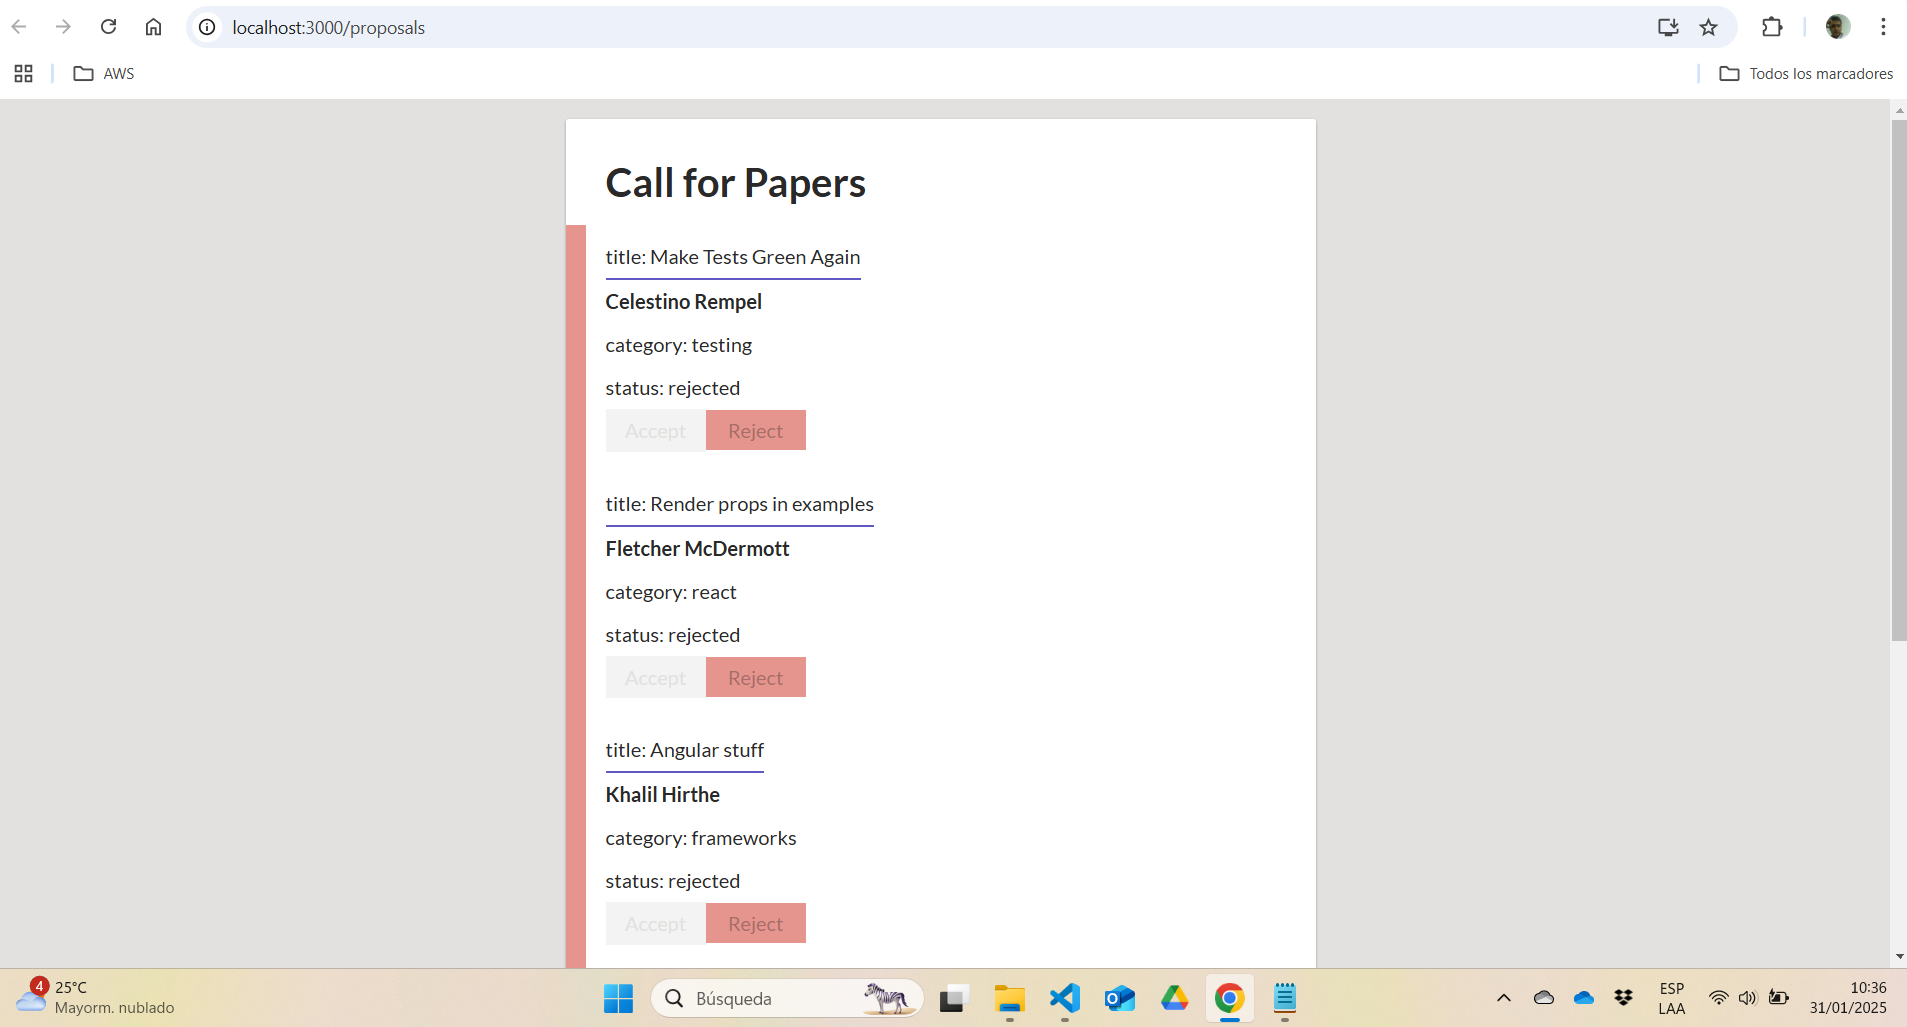 localhost:3000/proposals
AWS
Todos los marcadores
Call for Papers
title: Make Tests Green Again
Celestino Rempel
category: testing
status: rejected
Accept Reject
title: Render props in examples
Fletcher McDermott
category: react
status: rejected
Accept Reject
title: Angular stuff
Khalil Hirthe
category: frameworks
status: rejected
Accept Reject
4
25°C
Mayorm. nublado
Búsqueda
ESP
LAA
10:36
31/01/2025